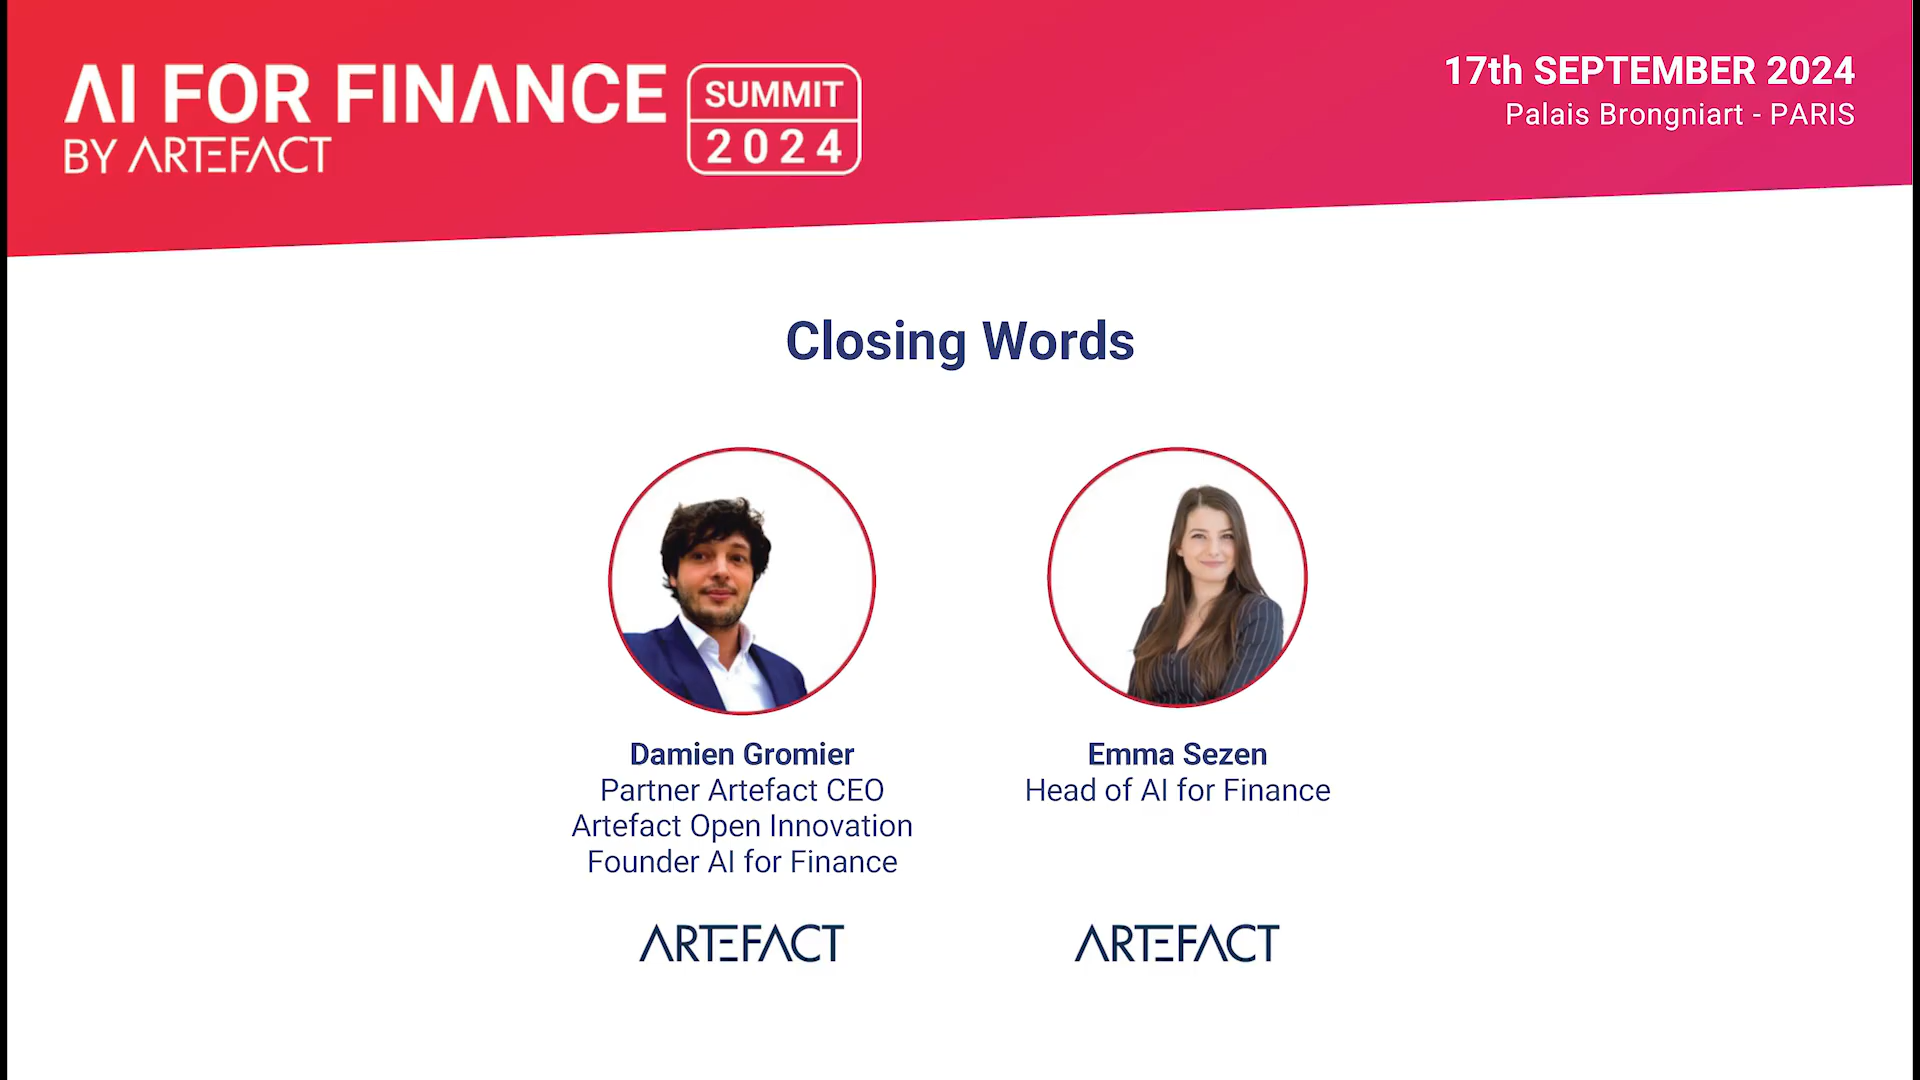 AI FOR FINANCE
BY ARTEFACT
SUMMIT
2024
17th SEPTEMBER 2024
Palais Brongniart - PARIS
Closing Words
Damien Gromier
Partner Artefact CEO
Artefact Open Innovation
Founder AI for Finance
ARTEFACT
Emma Sezen
Head of AI for Finance
ARTEFACT